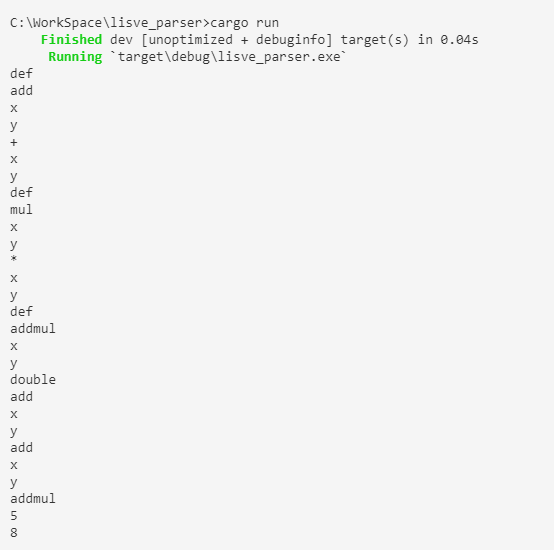 C:\WorkSpace\lisve_parser>cargo run
    Finished dev [unoptimized + debuginfo] target(s) in 0.04s
     Running `target\debug\lisve_parser.exe`
def
add
x
y
+
x
y
def
mul
x
y
*
x
y
def
addmul
x
y
double
add
x
y
add
x
y
addmul
5
8